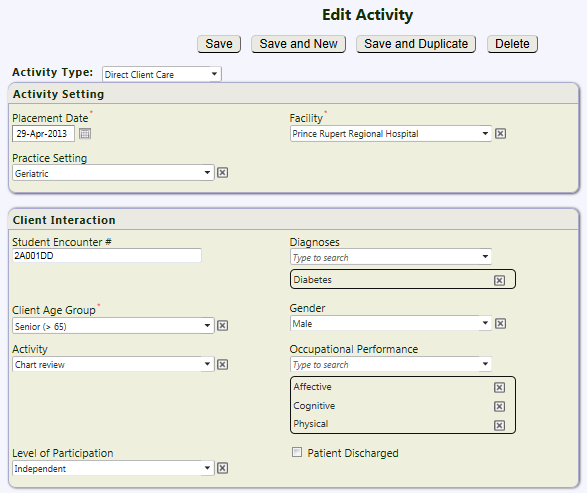 Edit Activity
Save Save and New Save and Duplicate Delete
Activity Type: Direct Client Care
Activity Setting
Placement Date* Facility*
29-Apr-2013 Prince Rupert Regional Hospital
Practice Setting
Geriatric
Client Interaction
Student Encounter # Diagnoses
2A001DD Type to search
Diabetes
Client Age Group* Gender
Senior (> 65) Male
Activity Occupational Performance
Chart review Type to search
Affective
Cognitive
Physical
Level of Participation Patient Discharged
Independent